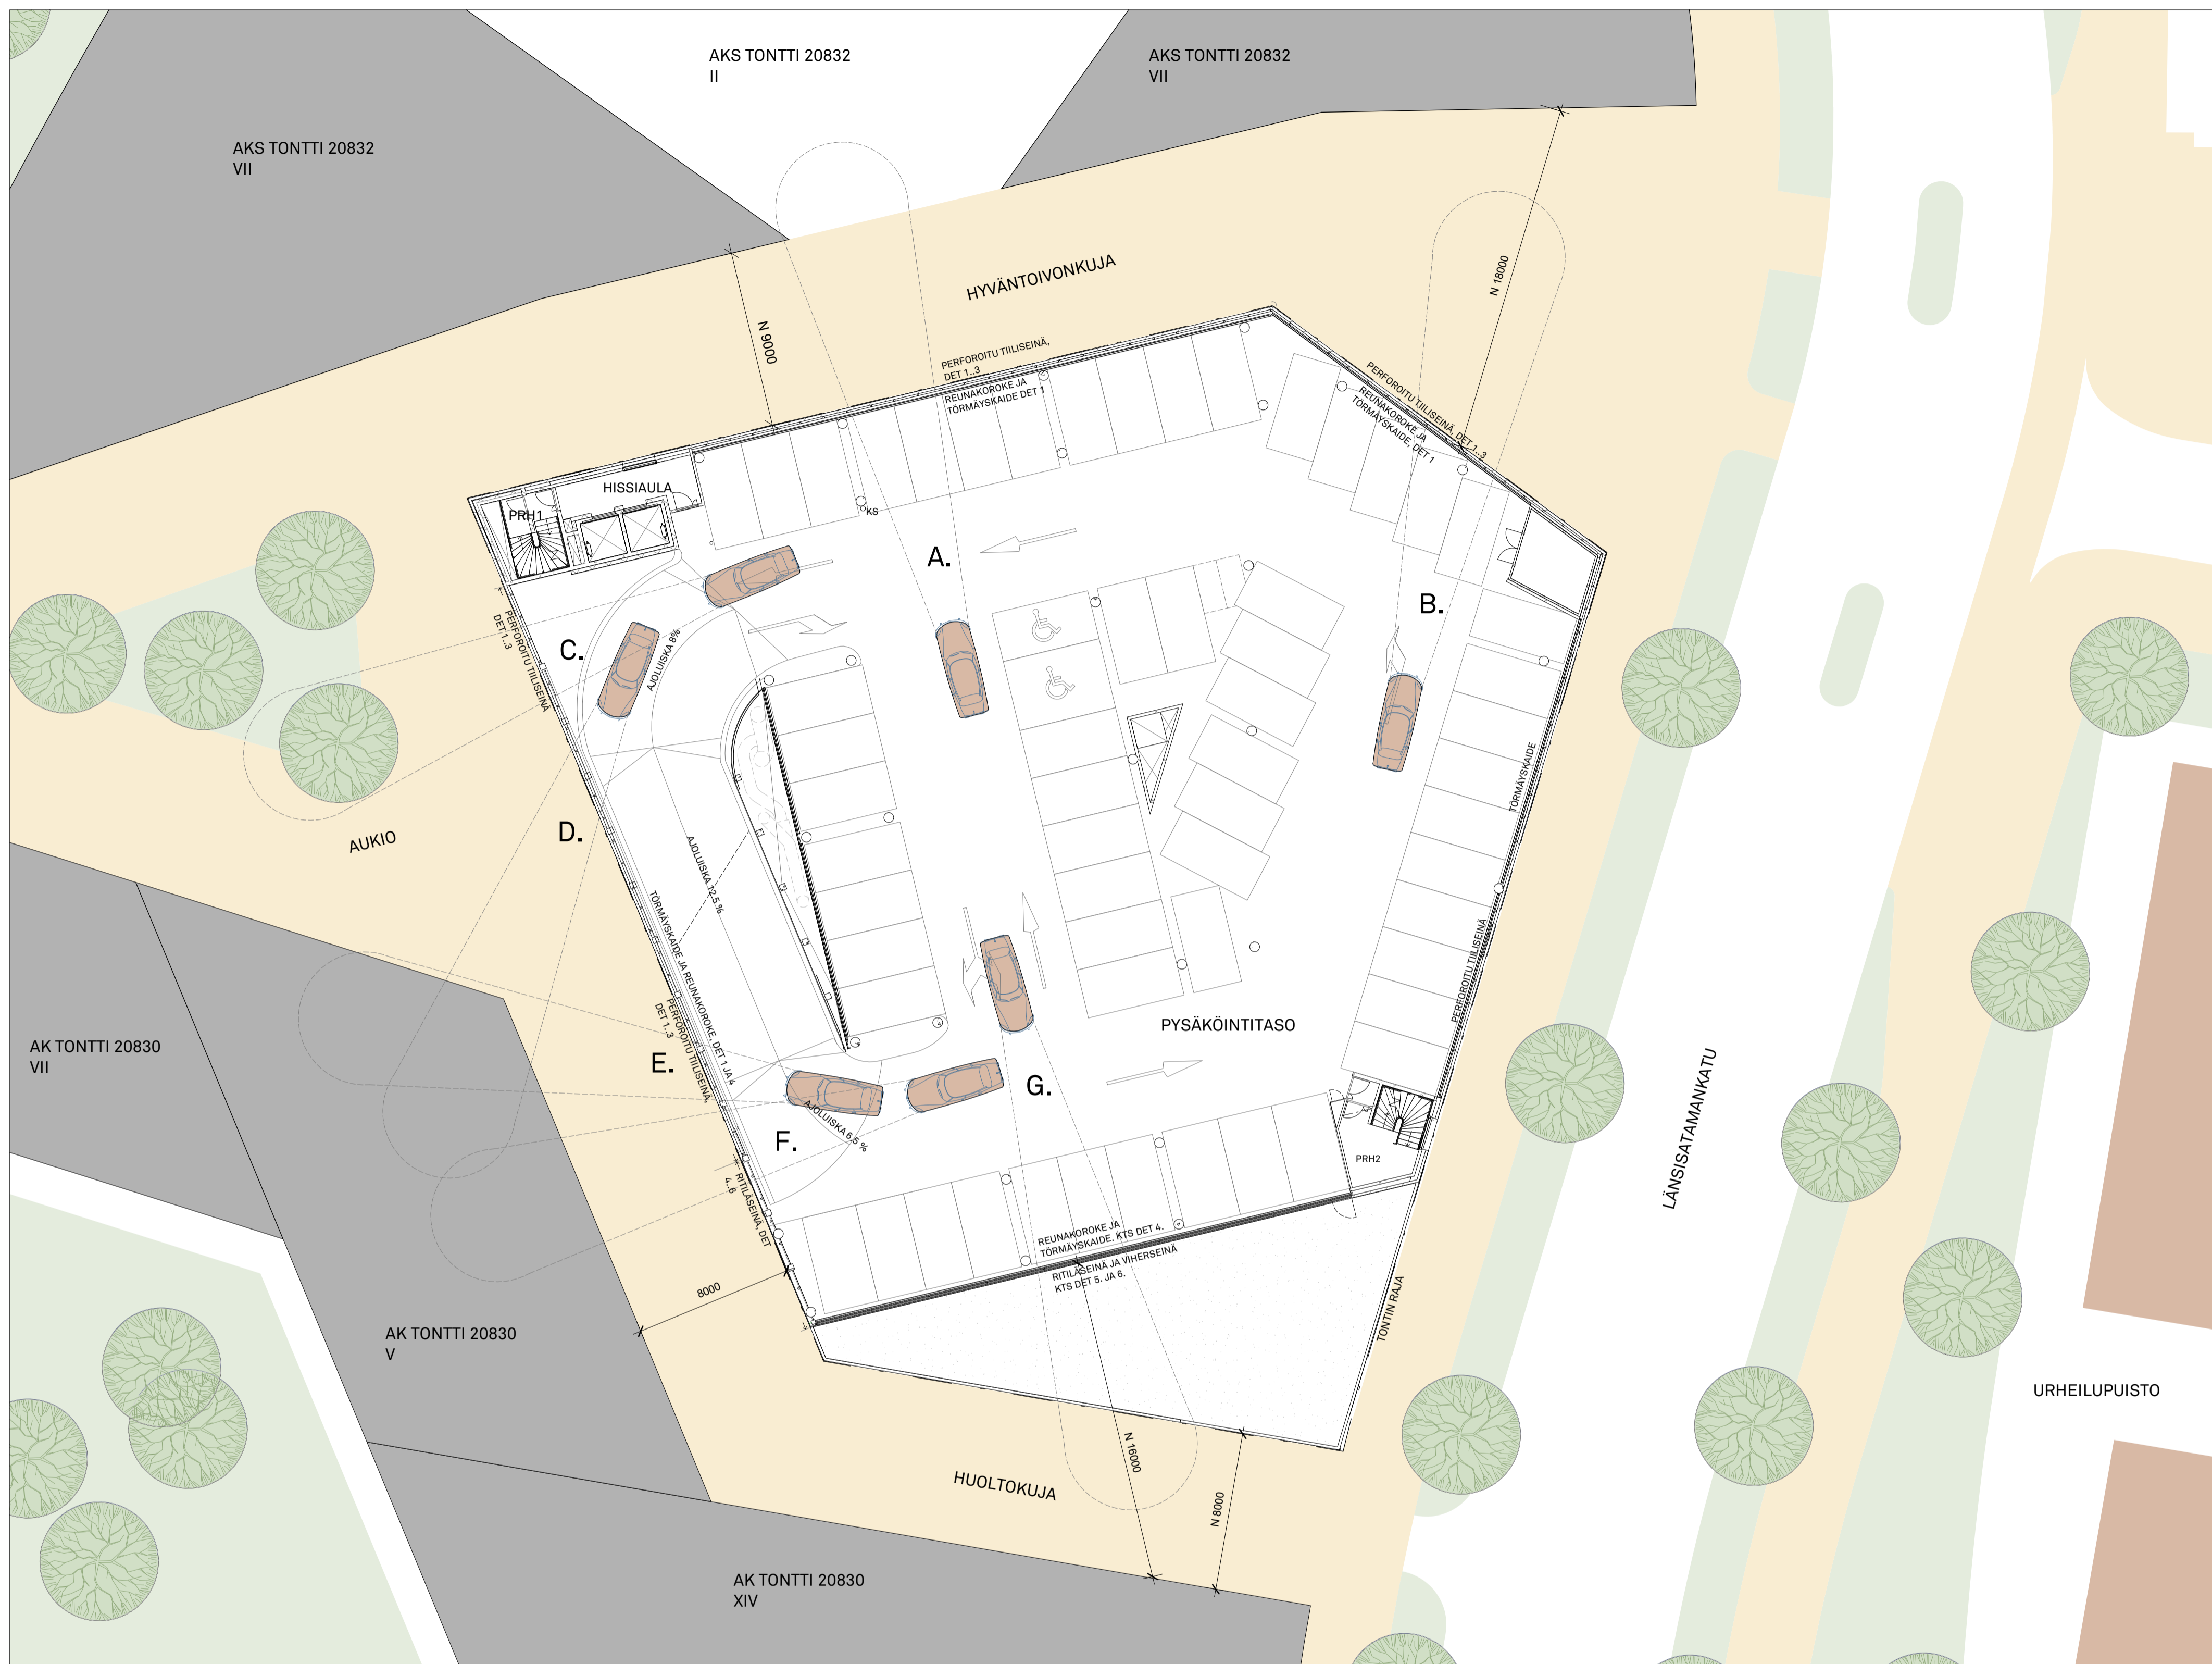 AKS TONTTI 20832
II
AKS TONTTI 20832
VII
AKS TONTTI 20832
VII
HYVÄNTOIVONKUJA
N 18000
N 9000
PERFOROITU TIILISEINÄ,
DET 1..3
REUNAKOROKE JA
TÖRMÄYSKAIDE DET 1
PERFOROITU TIILISEINÄ, DET 1..3
REUNAKOROKE JA
TÖRMÄYSKAIDE, DET 1
HISSIAULA
PRH1
KS
A.
B.
C.
AJOLUISKA 8%
PERFOROITU TIILISEINÄ
DET 1..3
D.
AUKIO
AJOLUISKA 12.5 %
TÖRMÄYSKAIDE
TÖRMÄYSKAIDE JA REUNAKOROKE, DET 1 JA 4
PERFOROITU TIILISEINÄ
PERFOROITU TIILISEINÄ,
DET 1..3
PYSÄKÖINTITASO
AK TONTTI 20830
VII
E.
G.
F.
AJOLUISKA 6.5 %
PRH2
LÄNSISATAMANKATU
RITILÄSEINÄ, DET
4..6
REUNAKOROKE JA
TÖRMÄYSKAIDE. KTS DET 4.
RITILÄSEINÄ JA VIHERSEINÄ
KTS DET 5. JA 6.
8000
TONTIN RAJA
AK TONTTI 20830
V
URHEILUPUISTO
N 16000
HUOLTOKUJA
N 8000
AK TONTTI 20830
XIV